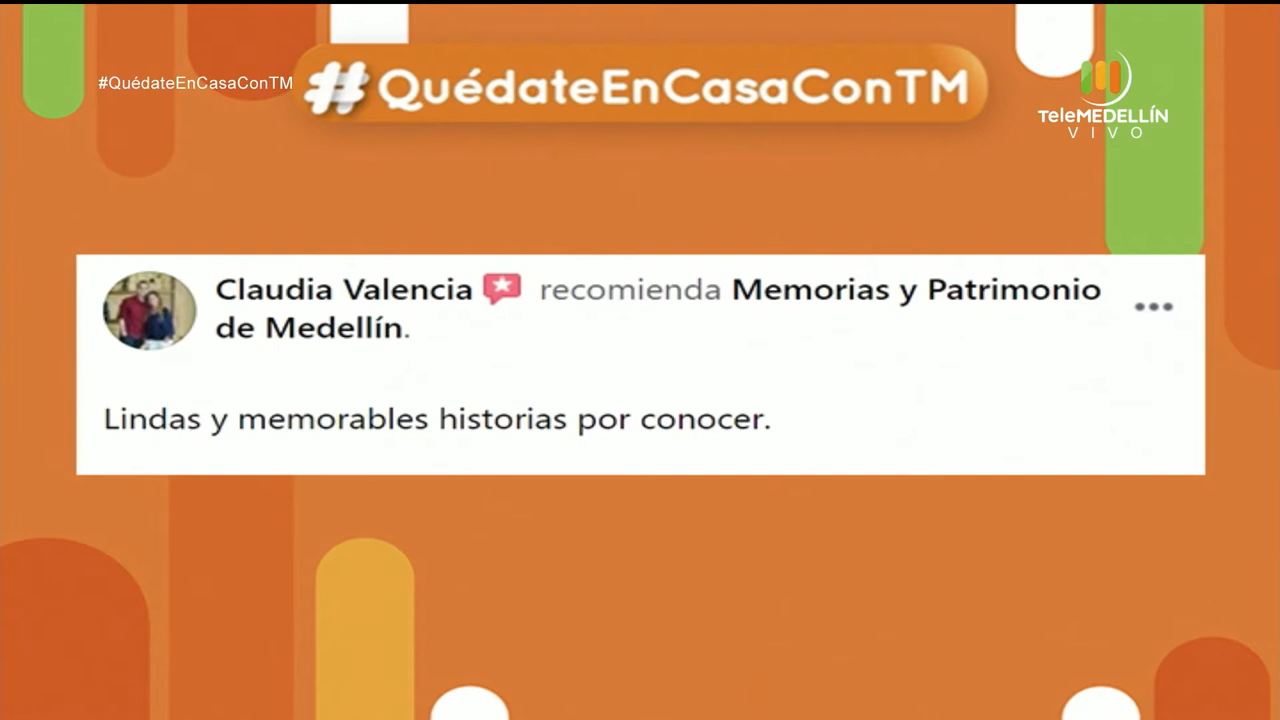 #QuédateEnCasaConTM
#QuédateEnCasaConTM
TeleMEDELLÍN
VIVO
Claudia Valencia recomienda Memorias y Patrimonio
de Medellín.
Lindas y memorables historias por conocer.